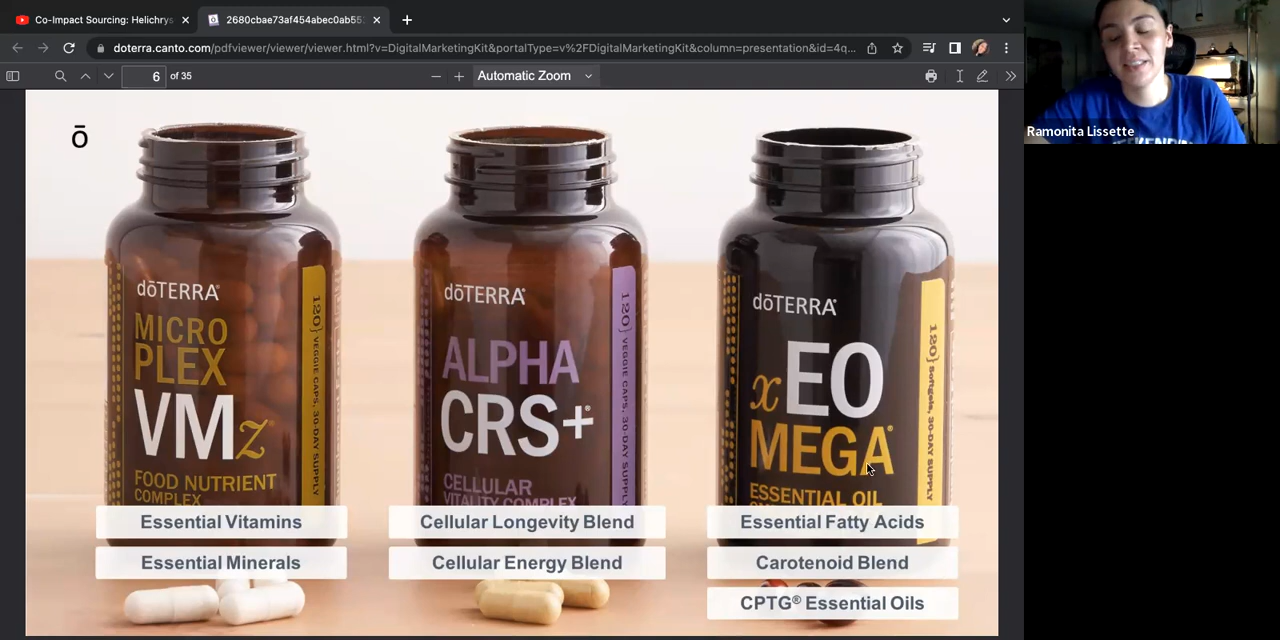 Co-Impact Sourcing: Helichrys
2680cbae73af454abec0ab55
doterra.canto.com/pdfviewer/viewer/viewer.html?v=DigitalMarketingKit&portalType=v%2FDigitalMarketingKit&column=presentation&id=4q...
6 of 35
Automatic Zoom
Ramonita Lissette
ō
dōTERRA®
MICRO
PLEX
VMz®
FOOD NUTRIENT
COMPLEX
120} VEGGIE CAPS, 30-DAY SUPPLY
Essential Vitamins
Essential Minerals
dōTERRA®
ALPHA
CRS+®
CELLULAR
VITALITY COMPLEX
120} VEGGIE CAPS, 30-DAY SUPPLY
Cellular Longevity Blend
Cellular Energy Blend
dōTERRA®
xEO
MEGA®
ESSENTIAL OIL
120} Softgels, 30-DAY SUPPLY
Essential Fatty Acids
Carotenoid Blend
CPTG® Essential Oils